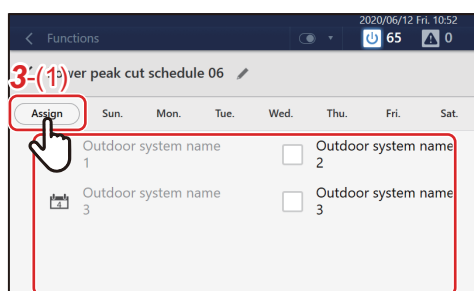 2020/06/12 Fri. 10:52
Functions
65
0
3-(1)
wer peak cut schedule 06
Assign Sun. Mon. Tue. Wed. Thu. Fri. Sat.
Outdoor system name
1
Outdoor system name
2
4
Outdoor system name
3
Outdoor system name
3